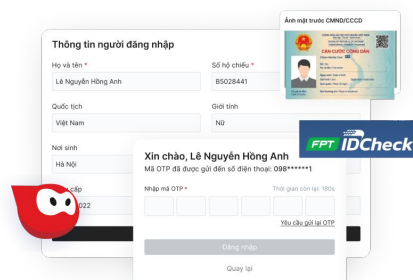 Ảnh mặt trước CMND/CCCD
CĂN CƯỚC CÔNG DÂN
Thông tin người đăng nhập
Họ và tên *
Số hộ chiếu *
Lê Nguyễn Hồng Anh
B5028441
Quốc tịch
Giới tính
Việt Nam
Nữ
Nơi sinh
Hà Nội
cấp
022
FPT IDCheck
Xin chào, Lê Nguyễn Hồng Anh
Mã OTP đã được gửi đến số điện thoại: 098******1
Nhập mã OTP *
Thời gian còn lại: 180s
Yêu cầu gửi lại OTP
Đăng nhập
Quay lại